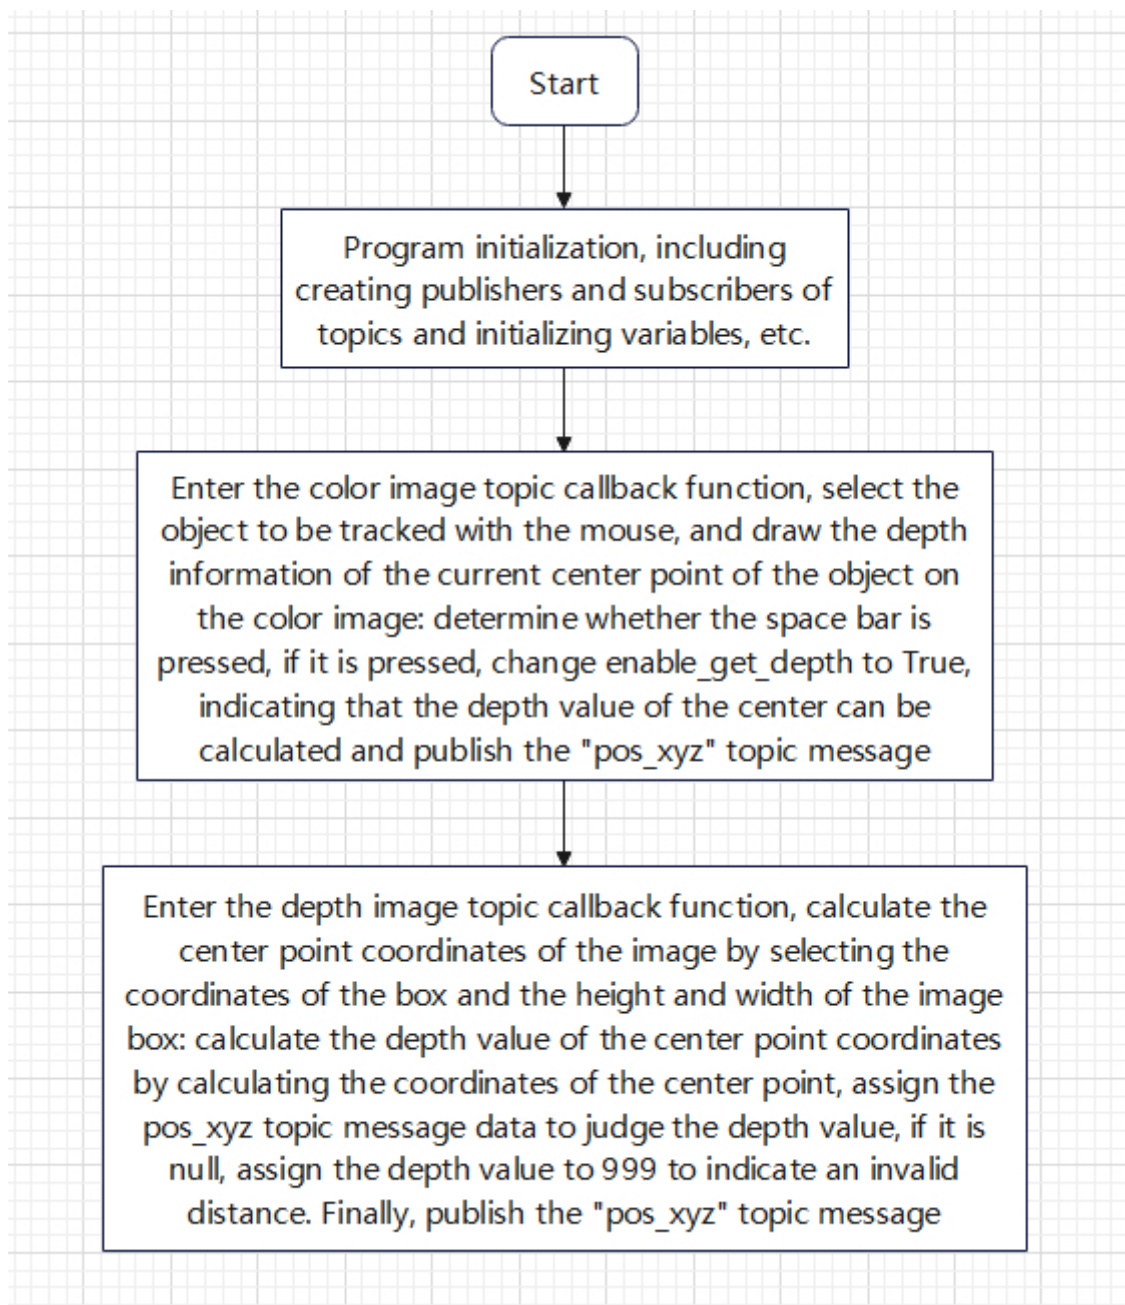 Start
Program initialization, including
creating publishers and subscribers of
topics and initializing variables, etc.
Enter the color image topic callback function, select the
object to be tracked with the mouse, and draw the depth
information of the current center point of the object on
the color image: determine whether the space bar is
pressed, if it is pressed, change enable_get_depth to True,
indicating that the depth value of the center can be
calculated and publish the "pos_xyz" topic message
Enter the depth image topic callback function, calculate the
center point coordinates of the image by selecting the
coordinates of the box and the height and width of the image
box: calculate the depth value of the center point coordinates
by calculating the coordinates of the center point, assign the
pos_xyz topic message data to judge the depth value, if it is
null, assign the depth value to 999 to indicate an invalid
distance. Finally, publish the "pos_xyz" topic message